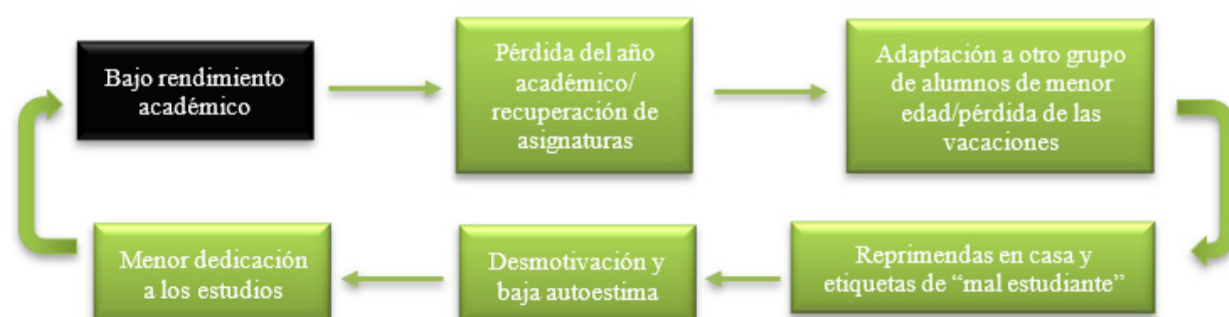 Bajo rendimiento
académico
Pérdida del año
académico/
recuperación de
asignaturas
Adaptación a otro grupo
de alumnos de menor
edad/pérdida de las
vacaciones
Reprimendas en casa y
etiquetas de “mal estudiante”
Desmotivación y
baja autoestima
Menor dedicación
a los estudios